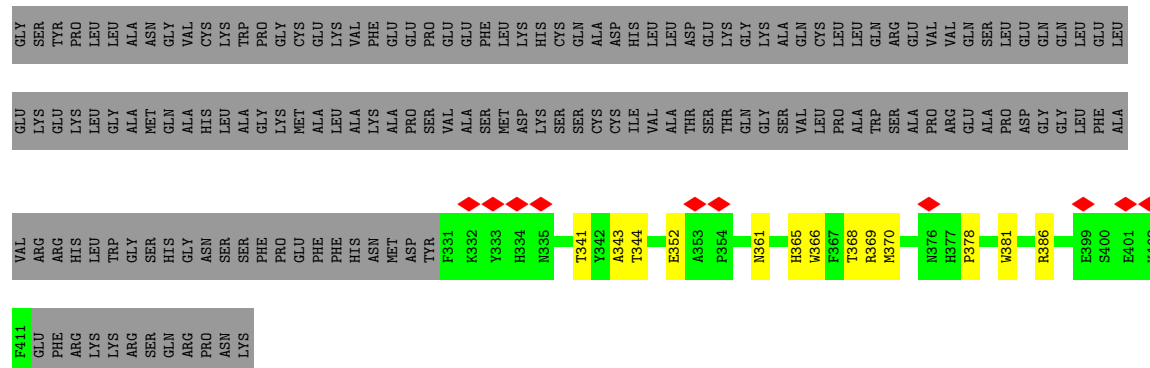 GLY SER TYR PRO LEU LEU ALA ASN GLY VAL CYS LYS TRP PRO GLY CYS GLU LYS VAL PHE GLU GLU PRO GLU GLU PHE LEU LYS HIS CYS GLN ALA ASP HIS LEU LEU ASP GLU LYS GLY LYS ALA GLN CYS LEU LEU GLN ARG GLU VAL VAL GLN SER LEU GLU GLN GLN LEU GLU LEU
GLU LYS GLU LYS LEU GLY ALA MET GLN ALA HIS LEU ALA GLY LYS MET ALA LEU ALA LYS ALA PRO SER VAL ALA SER MET ASP LYS SER SER CYS CYS ILE VAL ALA THR SER THR GLN GLY SER VAL LEU PRO ALA TRP SER ALA PRO ARG GLU ALA PRO ASP GLY GLY LEU PHE ALA
VAL ARG ARG HIS LEU TRP GLY SER HIS GLY ASN SER SER PHE PRO GLU PHE PHE HIS ASN MET ASP TYR F331 K332 Y333 H334 N335 T341 Y342 A343 T344 E352 A353 P354 N361 H365 W366 F367 T368 R369 M370 N376 H377 P378 W381 R386 E399 S400 E401
F411 GLU PHE ARG LYS LYS ARG SER GLN ARG PRO ASN LYS